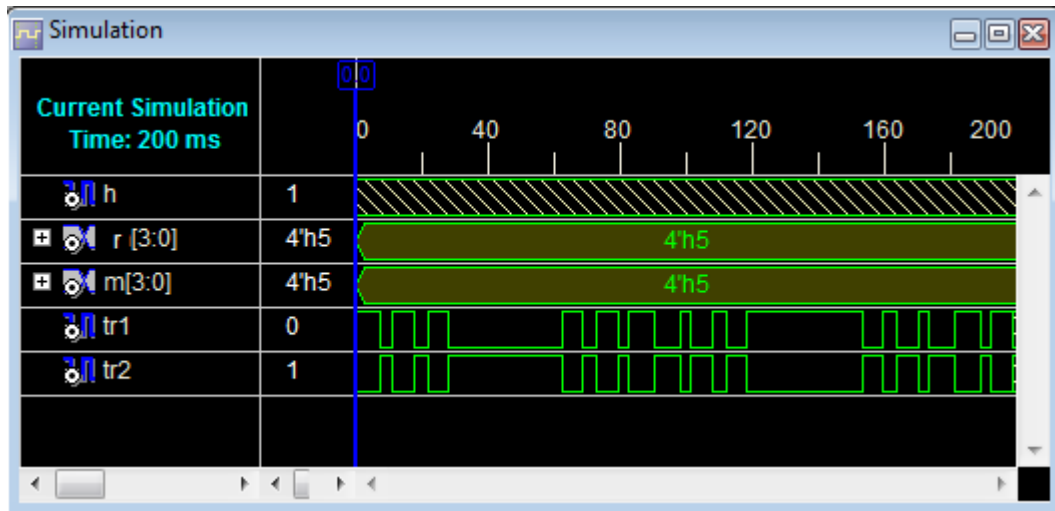 Simulation
0.0
Current Simulation
Time: 200 ms
0 40 80 120 160 200
h 1
r [3:0] 4'h5 4'h5
m[3:0] 4'h5 4'h5
tr1 0
tr2 1